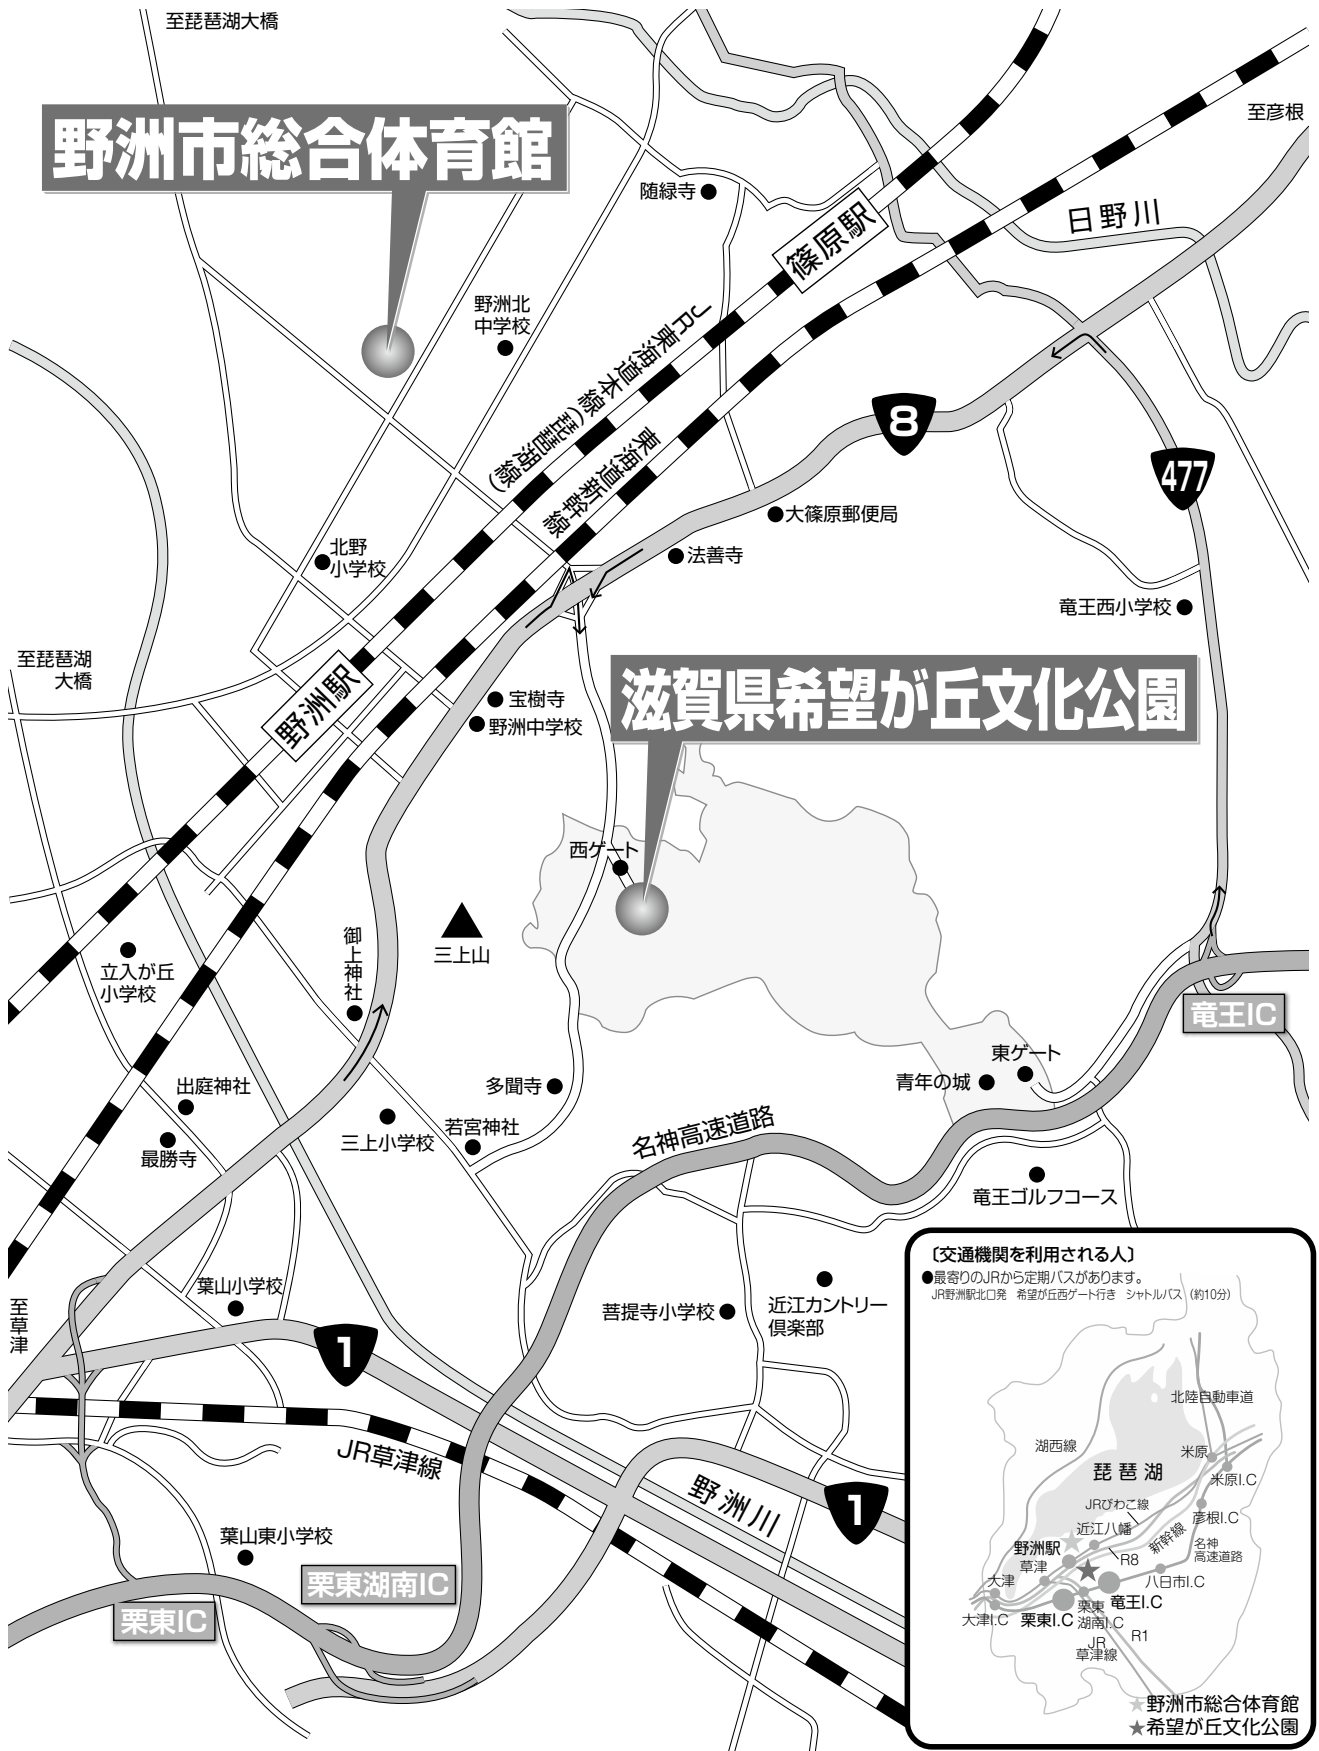 至琵琶湖大橋
野洲市総合体育館
至彦根
随緑寺
日野川
篠原駅
野洲北
中学校
JR東海道本線(琵琶湖線)
東海道新幹線
8
477
大篠原郵便局
法善寺
北野
小学校
竜王西小学校
至琵琶湖
大橋
野洲駅
宝樹寺
野洲中学校
滋賀県希望が丘文化公園
西ゲート
三上山
御上神社
立入が丘
小学校
竜王IC
東ゲート
青年の城
出庭神社
最勝寺
多聞寺
三上小学校
若宮神社
名神高速道路
竜王ゴルフコース
至草津
葉山小学校
菩提寺小学校
近江カントリー
倶楽部
1
JR草津線
野洲川
1
葉山東小学校
栗東湖南IC
栗東IC
〔交通機関を利用される人〕
●最寄りのJRから定期バスがあります。
JR野洲駅北口発 希望が丘西ゲート行き シャトルバス (約10分)
北陸自動車道
湖西線
米原
琵琶湖
米原I.C
JRびわこ線
彦根I.C
近江八幡
新幹線
野洲駅
R8
名神
高速道路
草津
八日市I.C
大津
竜王I.C
大津I.C
栗東I.C
栗東
湖南I.C
R1
JR
草津線
★野洲市総合体育館
★希望が丘文化公園